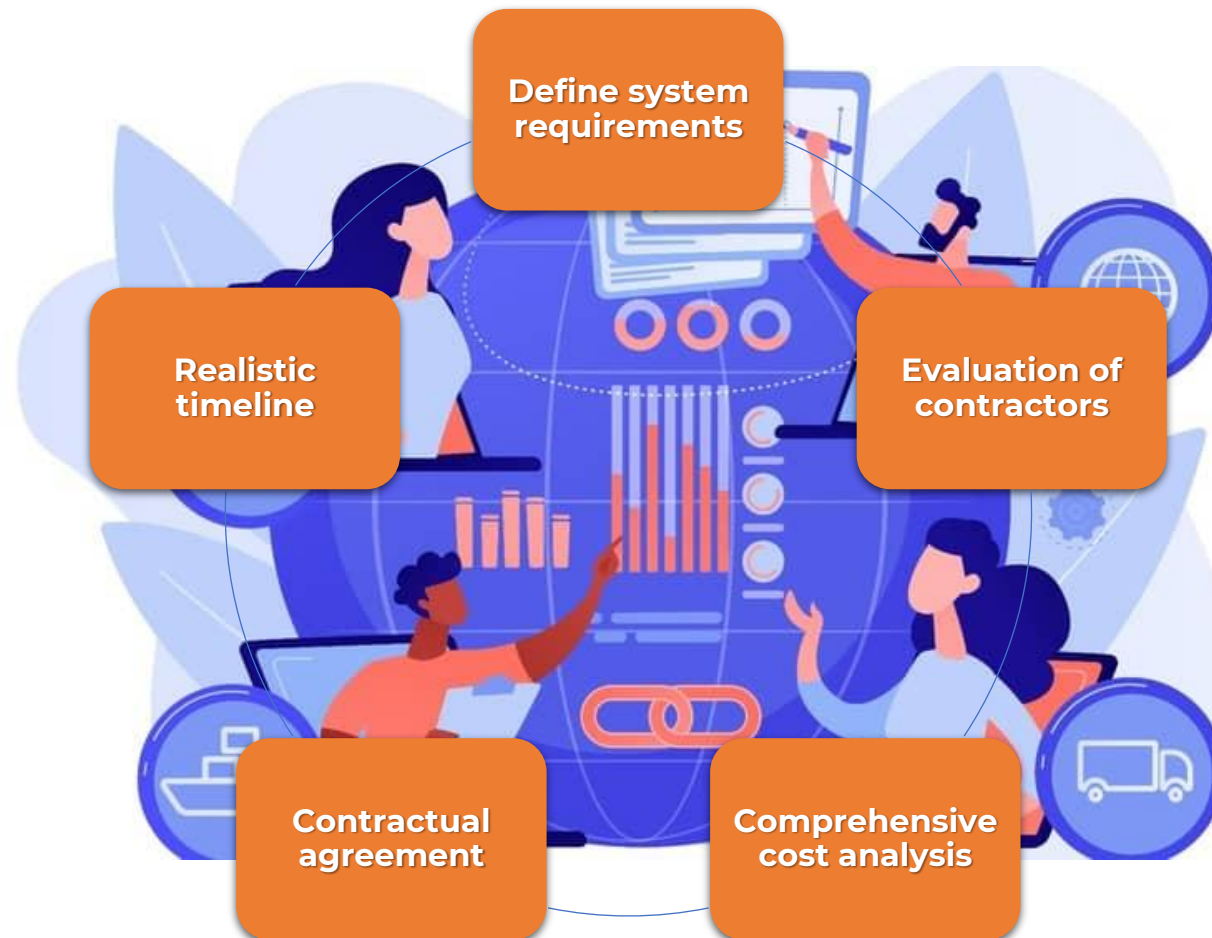 Define system
requirements
Evaluation of
contractors
Comprehensive
cost analysis
Contractual
agreement
Realistic
timeline